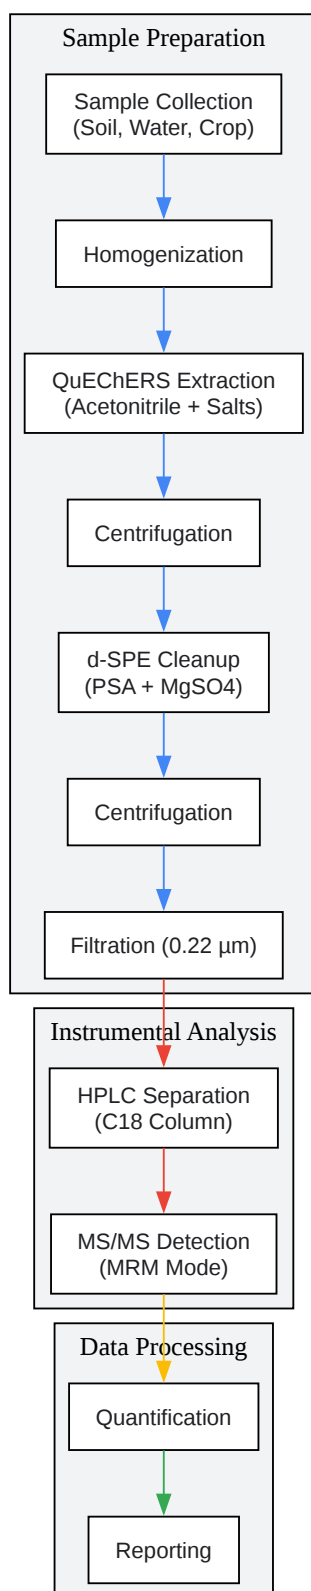 Sample Preparation
Sample Collection
(Soil, Water, Crop)
Homogenization
QuEChERS Extraction
(Acetonitrile + Salts)
Centrifugation
d-SPE Cleanup
(PSA + MgSO4)
Centrifugation
Filtration (0.22 µm)
Instrumental Analysis
HPLC Separation
(C18 Column)
MS/MS Detection
(MRM Mode)
Data Processing
Quantification
Reporting